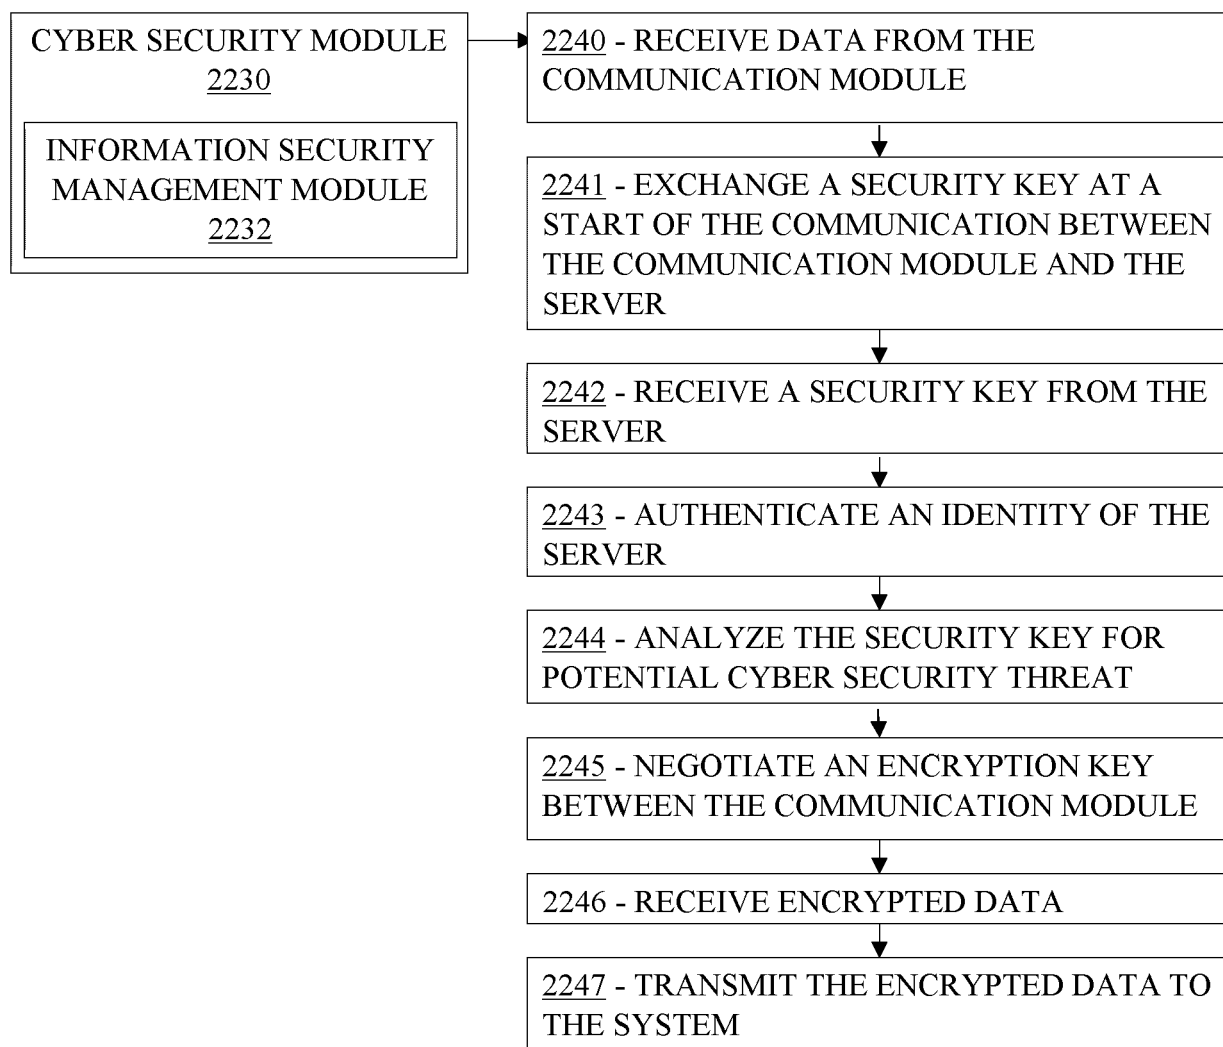 CYBER SECURITY MODULE
2230
INFORMATION SECURITY
MANAGEMENT MODULE
2232
2240 - RECEIVE DATA FROM THE
COMMUNICATION MODULE
2241 - EXCHANGE A SECURITY KEY AT A
START OF THE COMMUNICATION BETWEEN
THE COMMUNICATION MODULE AND THE
SERVER
2242 - RECEIVE A SECURITY KEY FROM THE
SERVER
2243 - AUTHENTICATE AN IDENTITY OF THE
SERVER
2244 - ANALYZE THE SECURITY KEY FOR
POTENTIAL CYBER SECURITY THREAT
2245 - NEGOTIATE AN ENCRYPTION KEY
BETWEEN THE COMMUNICATION MODULE
2246 - RECEIVE ENCRYPTED DATA
2247 - TRANSMIT THE ENCRYPTED DATA TO
THE SYSTEM